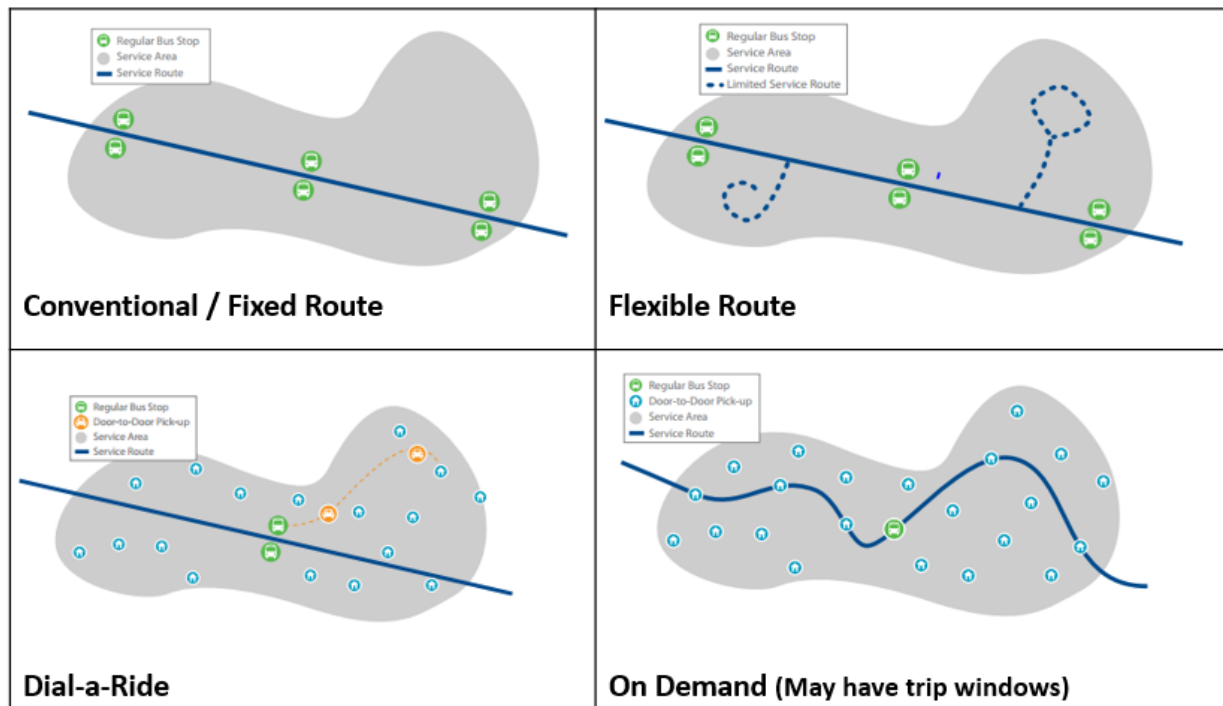 Regular Bus Stop
Service Area
Service Route
Conventional / Fixed Route
Regular Bus Stop
Service Area
Service Route
Limited Service Route
Flexible Route
Regular Bus Stop
Door-to-Door Pick-up
Service Area
Service Route
Dial-a-Ride
Regular Bus Stop
Door-to-Door Pick-up
Service Area
Service Route
On Demand (May have trip windows)